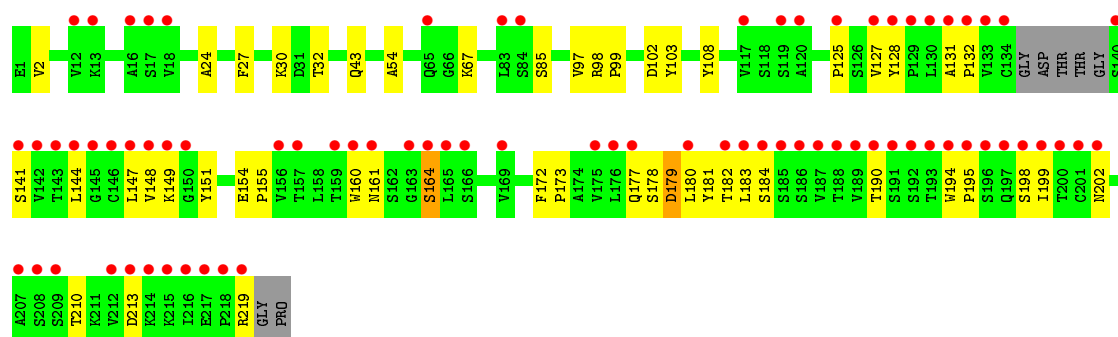 E1 V2 V12 K13 A16 S17 V18 A24 F27 K30 D31 T32 Q43 A54 Q65 G66 K67 L83 S84 S85 V97 R98 P99 D102 Y103 Y108 V117 S118 S119 A120 P125 S126 V127 Y128 P129 L130 A131 P132 V133 C134 GLY ASP THR THR GLY S140
S141 V142 T143 L144 G145 C146 L147 V148 K149 G150 Y151 E154 P155 V156 T157 L158 T159 W160 N161 S162 G163 S164 L165 S166 V169 F172 P173 A174 V175 L176 Q177 S178 D179 L180 Y181 T182 L183 S184 S185 S186 V187 T188 V189 T190 S191 S192 T193 W194 P195 S196 Q197 S198 I199 T200 C201 N202
A207 S208 S209 T210 K211 V212 D213 K214 K215 I216 E217 P218 R219 GLY PRO